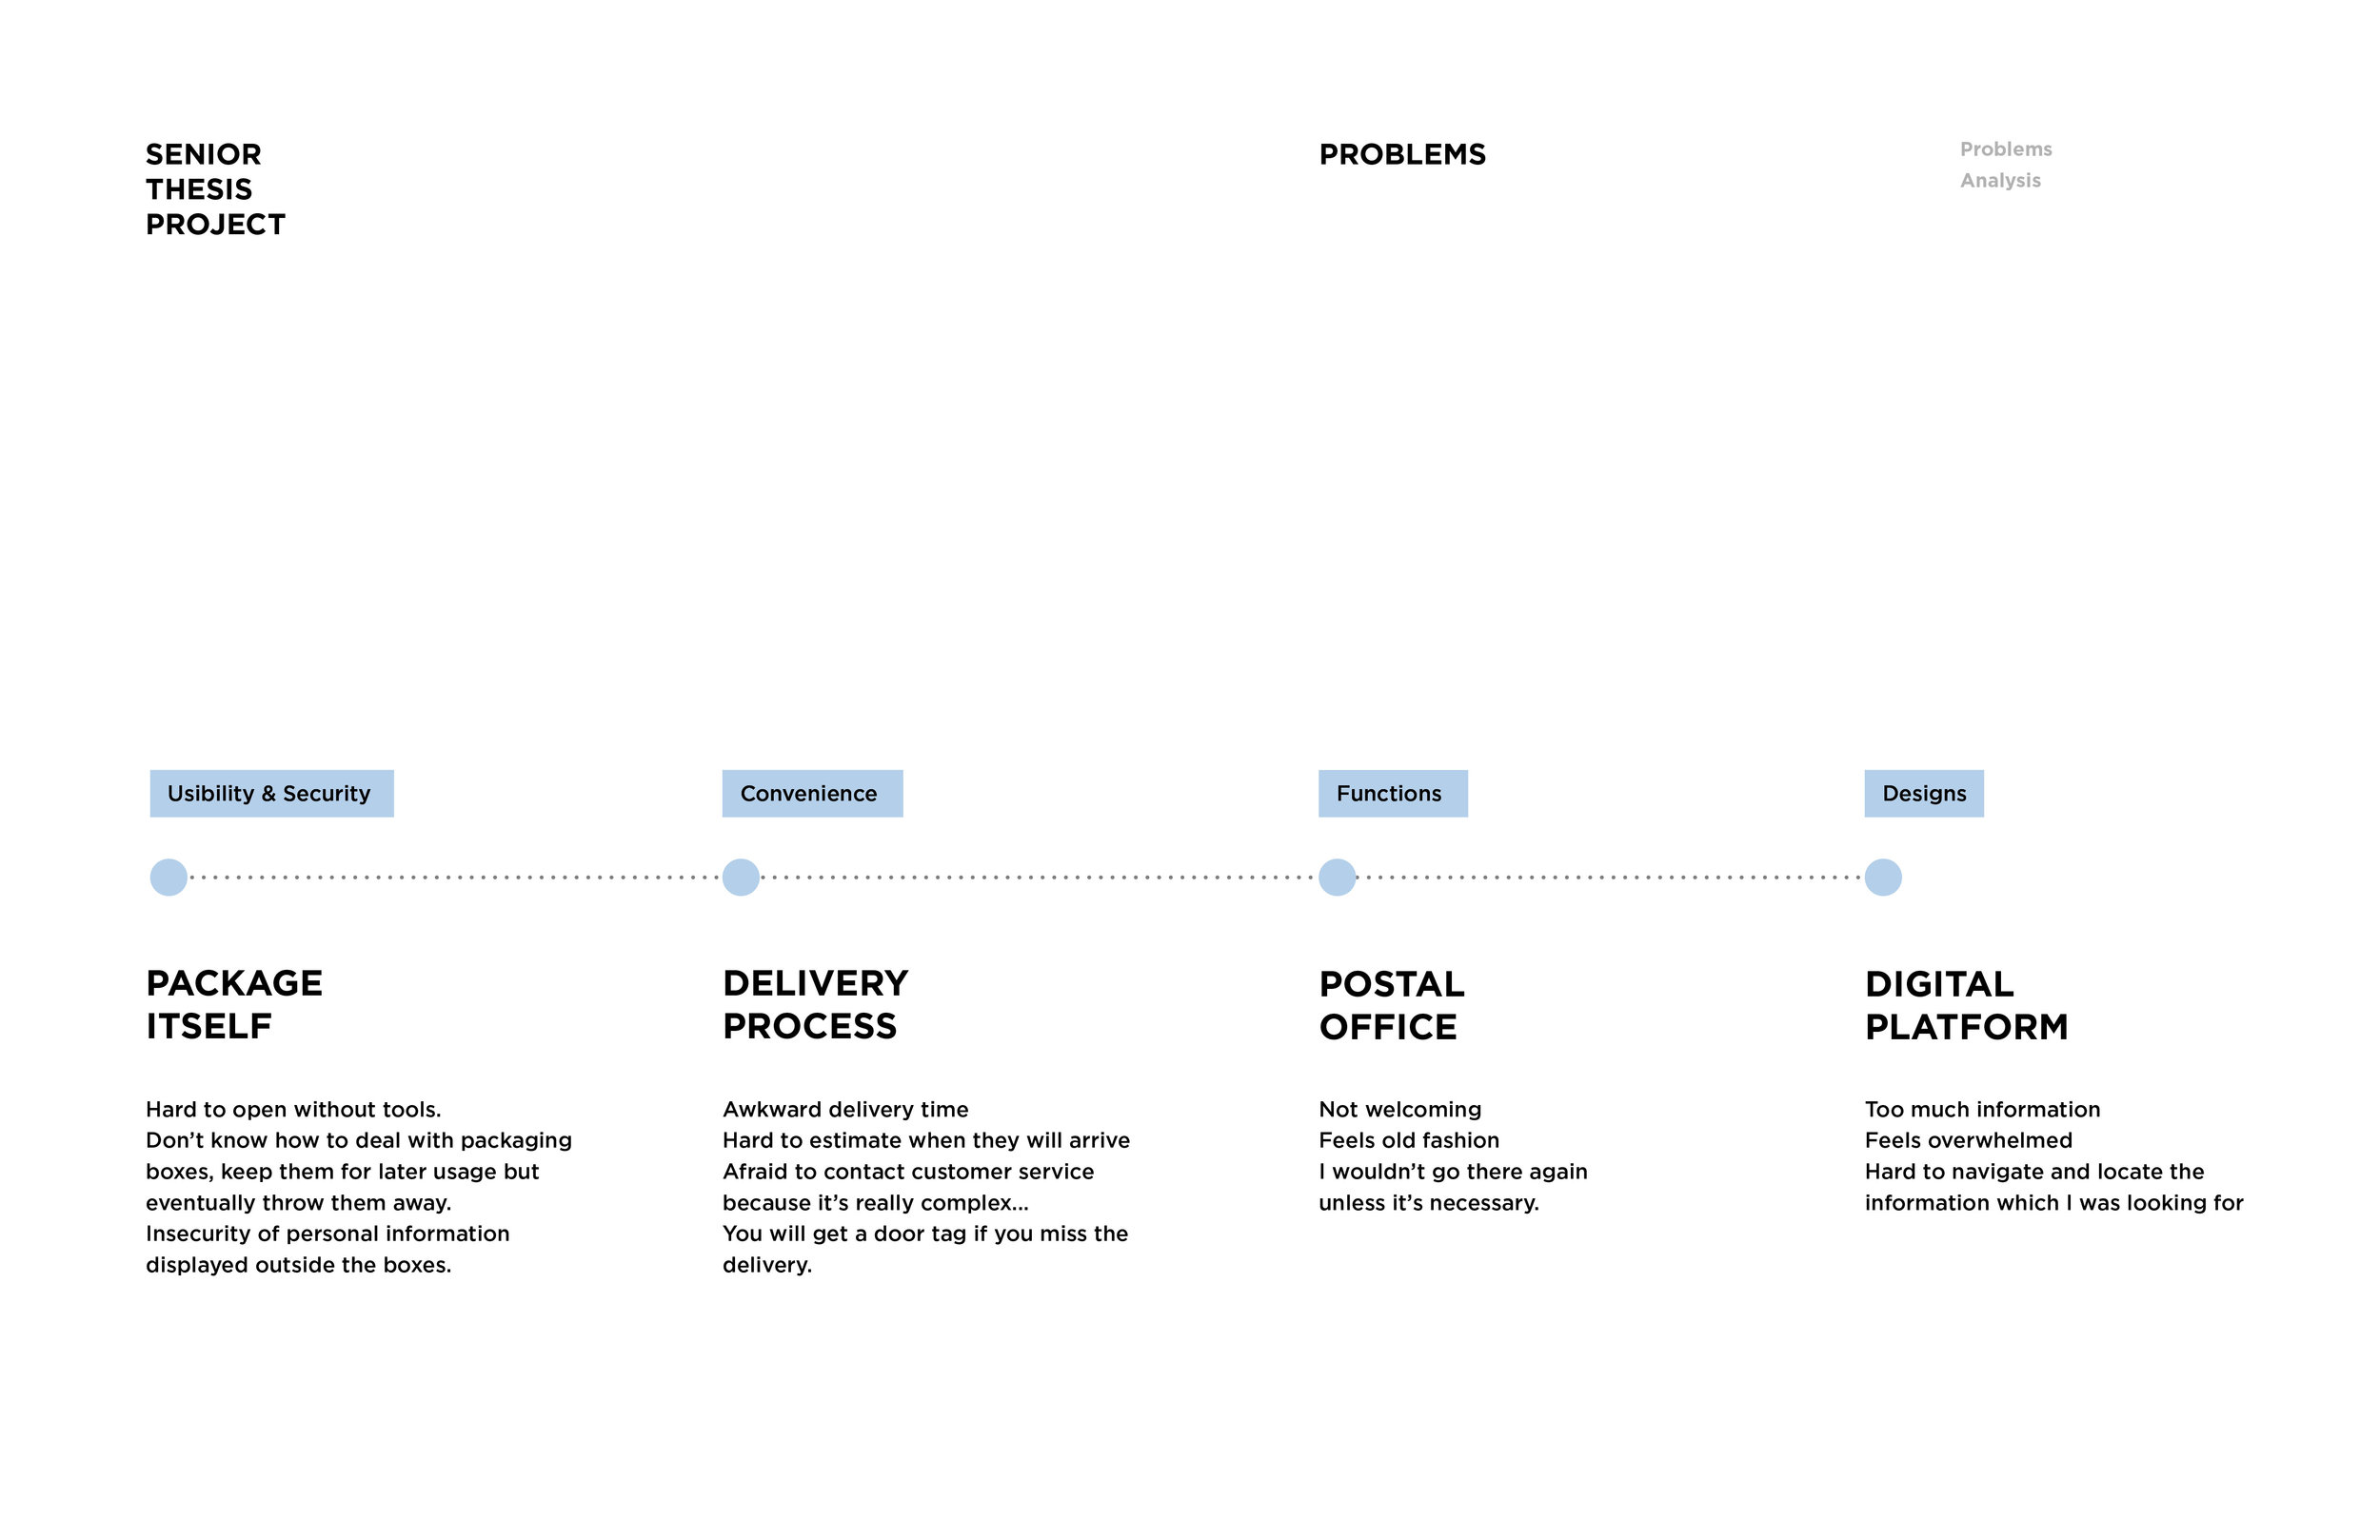 SENIOR
THESIS
PROJECT
PROBLEMS
Problems
Analysis
Usibility & Security
Convenience
Functions
Designs
PACKAGE
ITSELF
Hard to open without tools.
Don’t know how to deal with packaging
boxes, keep them for later usage but
eventually throw them away.
Insecurity of personal information
displayed outside the boxes.
DELIVERY
PROCESS
Awkward delivery time
Hard to estimate when they will arrive
Afraid to contact customer service
because it’s really complex...
You will get a door tag if you miss the
delivery.
POSTAL
OFFICE
Not welcoming
Feels old fashion
I wouldn’t go there again
unless it’s necessary.
DIGITAL
PLATFORM
Too much information
Feels overwhelmed
Hard to navigate and locate the
information which I was looking for